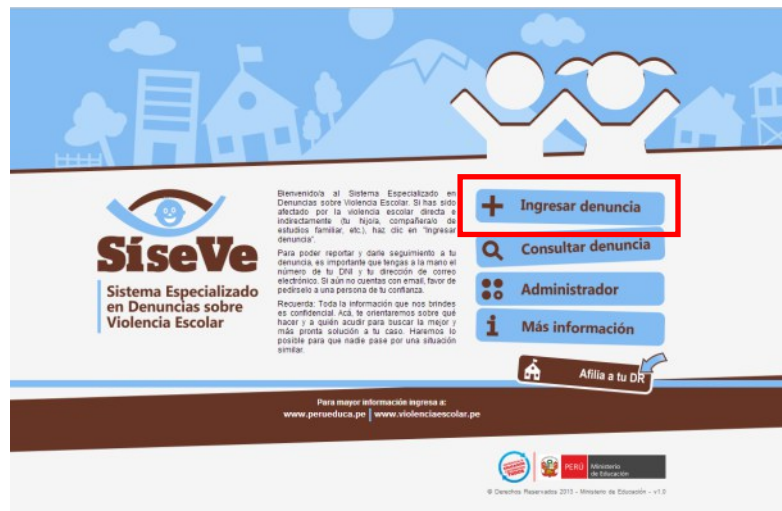 SíseVe
Sistema Especializado
en Denuncias sobre
Violencia Escolar
Bienvenido/a al Sistema Especializado en
Denuncias sobre Violencia Escolar. Si has sido
afectado por la violencia escolar directa e
indirectamente (tu hijo/a, compañera/o de
estudios familiar, etc.), haz clic en "Ingresar
denuncia".
Para poder reportar y darle seguimiento a tu
denuncia, es importante que tengas a la mano el
número de tu DNI y tu dirección de correo
electrónico. Si aún no cuentas con email, favor de
pedírselo a una persona de tu confianza.
Recuerda: Toda la información que nos brindes
es confidencial. Acá, te orientaremos sobre qué
hacer y a quién acudir para buscar la mejor y
más pronta solución a tu caso. Haremos lo
posible para que nadie pase por una situación
similar.
Ingresar denuncia
Consultar denuncia
Administrador
Más información
Afilia a tu DR
Para mayor información ingresa a:
www.perueduca.pe | www.violenciaescolar.pe
PERÚ Ministerio
de Educación
© Derechos Reservados 2013 - Ministerio de Educación - v1.0